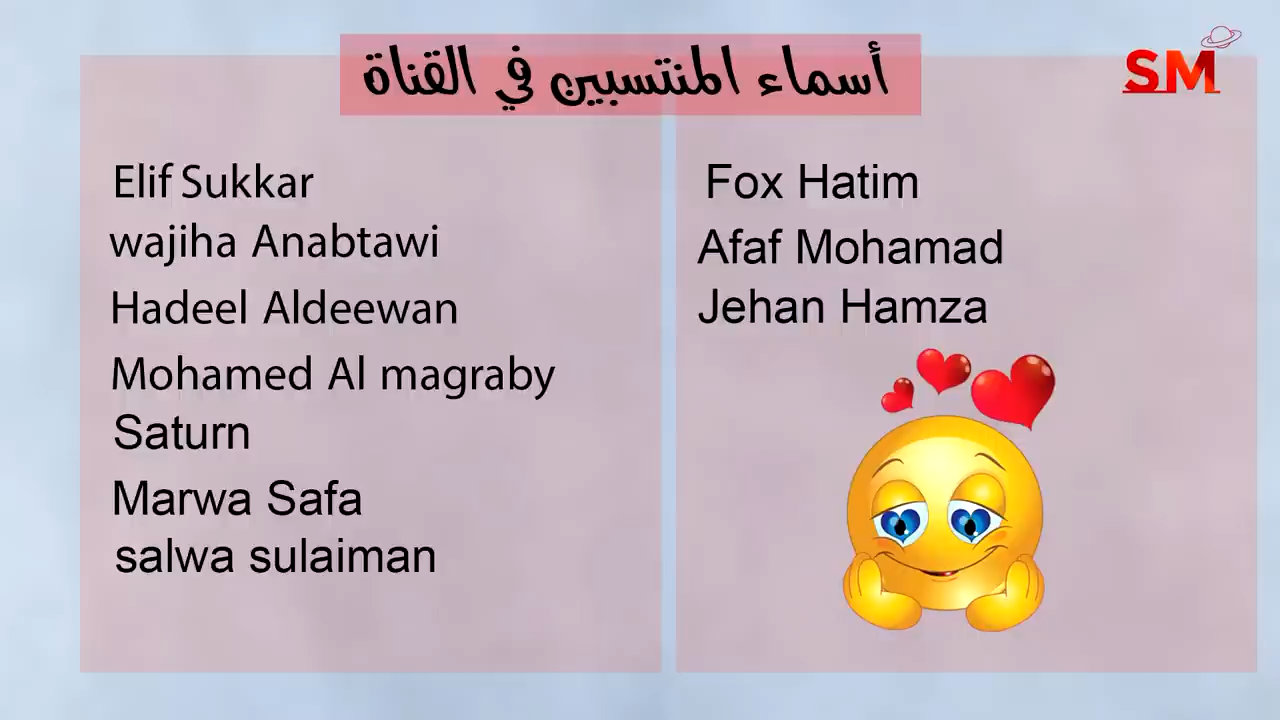 أسماء المنتسبين في القناة
SM
Elif Sukkar
wajiha Anabtawi
Hadeel Aldeewan
Mohamed Al magraby
Saturn
Marwa Safa
salwa sulaiman
Fox Hatim
Afaf Mohamad
Jehan Hamza